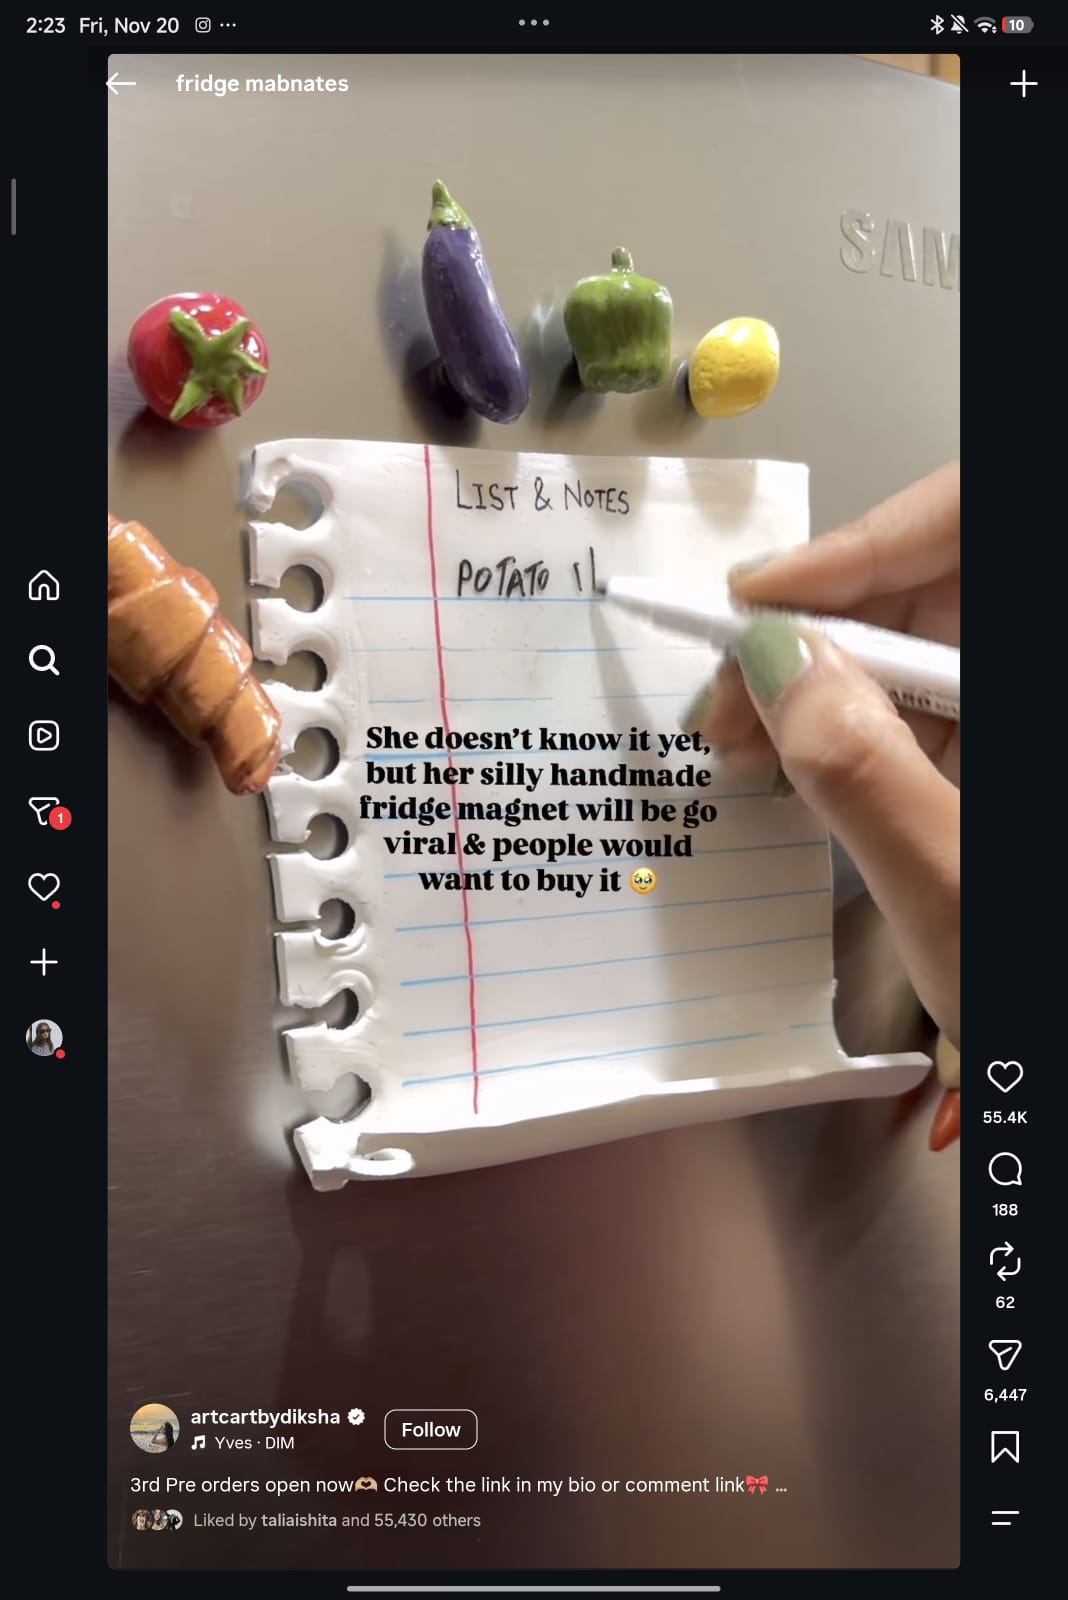 2:23 Fri, Nov 20
10
fridge mabnates
SAM
LIST & NOTES
POTATO 1L
She doesn't know it yet,
but her silly handmade
fridge magnet will be go
viral & people would
want to buy it 🥹
1
55.4K
188
62
6,447
artcartbydiksha
Follow
Yves · DIM
3rd Pre orders open now🫶🏼 Check the link in my bio or comment link🎀 ...
Liked by taliaishita and 55,430 others